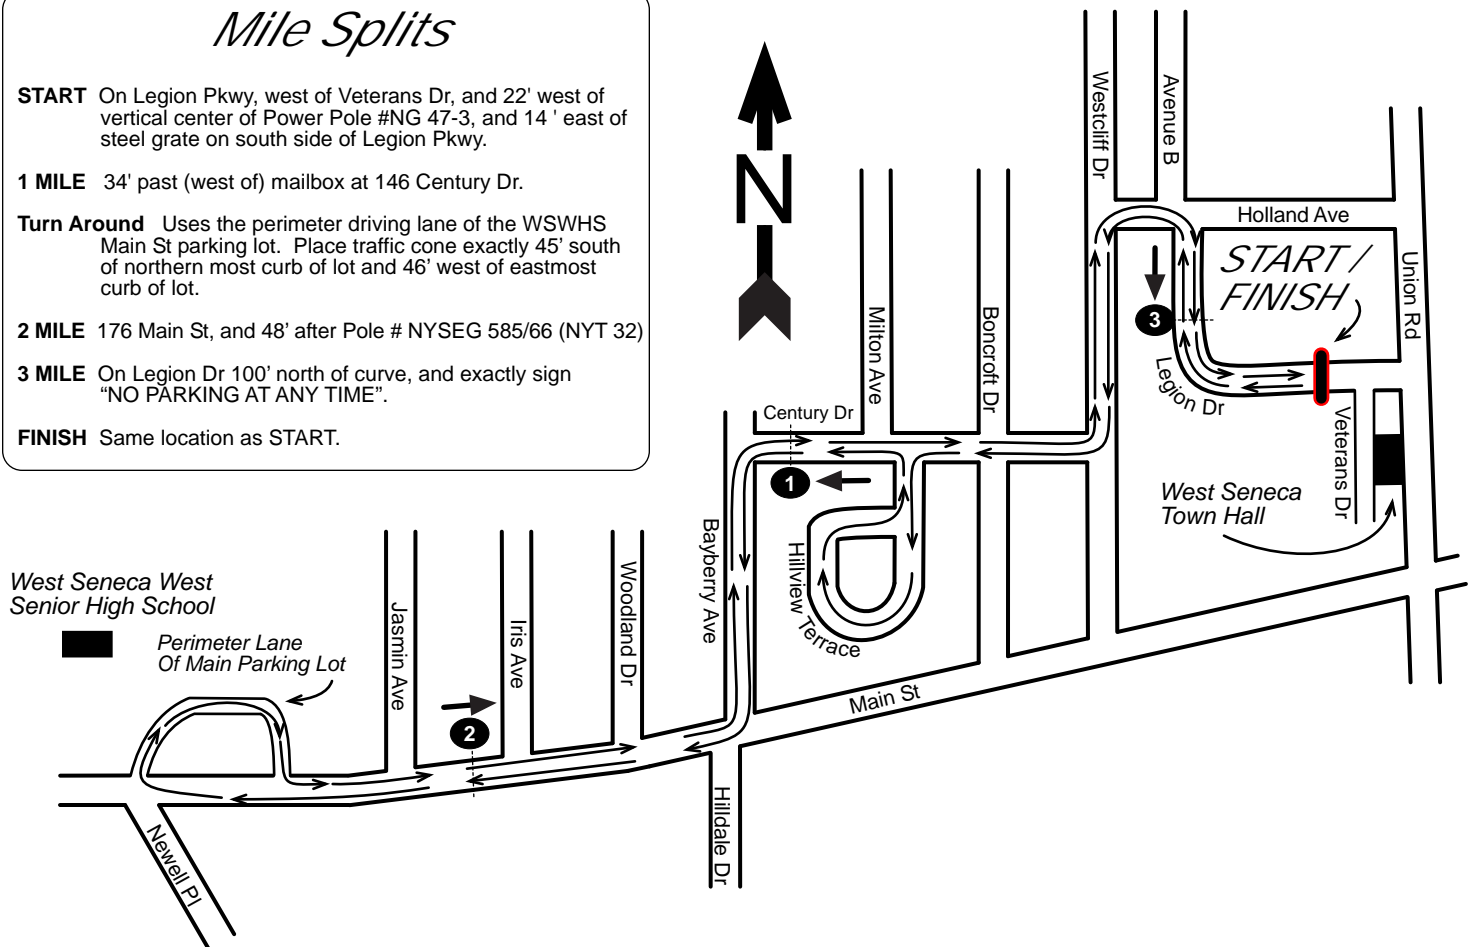 Mile Splits
START On Legion Pkwy, west of Veterans Dr, and 22' west of
vertical center of Power Pole #NG 47-3, and 14 ' east of
steel grate on south side of Legion Pkwy.
1 MILE 34' past (west of) mailbox at 146 Century Dr.
Turn Around Uses the perimeter driving lane of the WSWHS
Main St parking lot. Place traffic cone exactly 45’ south
of northern most curb of lot and 46’ west of eastmost
curb of lot.
2 MILE 176 Main St, and 48’ after Pole # NYSEG 585/66 (NYT 32)
3 MILE On Legion Dr 100’ north of curve, and exactly sign
“NO PARKING AT ANY TIME”.
FINISH Same location as START.
N
Westcliff Dr
Avenue B
Holland Ave
START /
FINISH
Union Rd
3
Legion Dr
Milton Ave
Boncroft Dr
Century Dr
Veterans Dr
1
West Seneca
Town Hall
Bayberry Ave
Hillview Terrace
West Seneca West
Senior High School
Perimeter Lane
Of Main Parking Lot
Jasmin Ave
Iris Ave
Woodland Dr
Main St
2
Hilldale Dr
Newell Pl